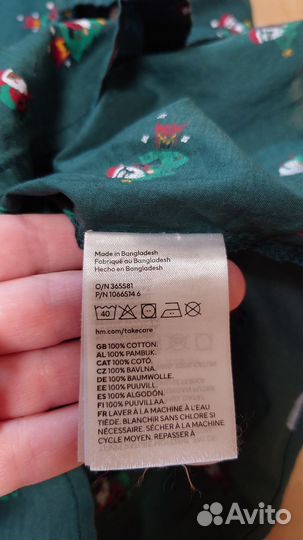 Made in Bangladesh
Fabriqué au Bangladesh
Hecho en Bangladesh
O/N 365581
P/N 1066514 6
40
hm.com/takecare
GB 100% COTTON.
AL 100% PAMBUK.
CAT 100% COTÓ.
CZ 100% BAVLNA.
DE 100% BAUMWOLLE.
EE 100% PUUVILL.
ES 100% ALGODÓN.
FI 100% PUUVILLAA.
FR LAVER À LA MACHINE À L'EAU
TIÈDE. BLANCHIR SANS CHLORE SI
NÉCESSAIRE. SÉCHER À LA MACHINE
CYCLE MOYEN. REPASSER À
Avito